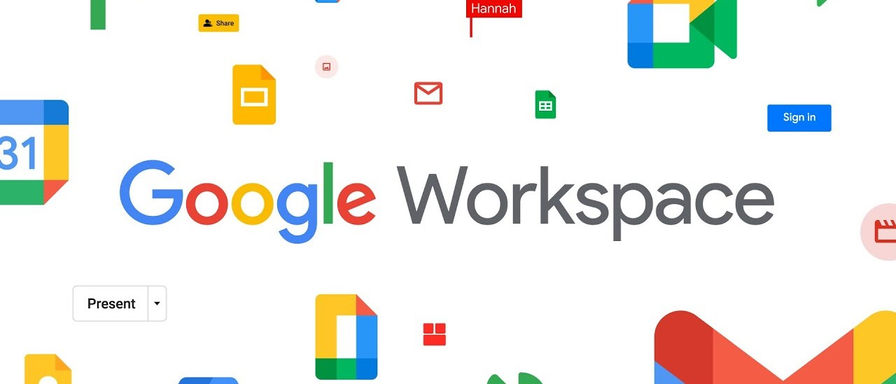 Hannah
Share
Sign in
31
Google Workspace
Present